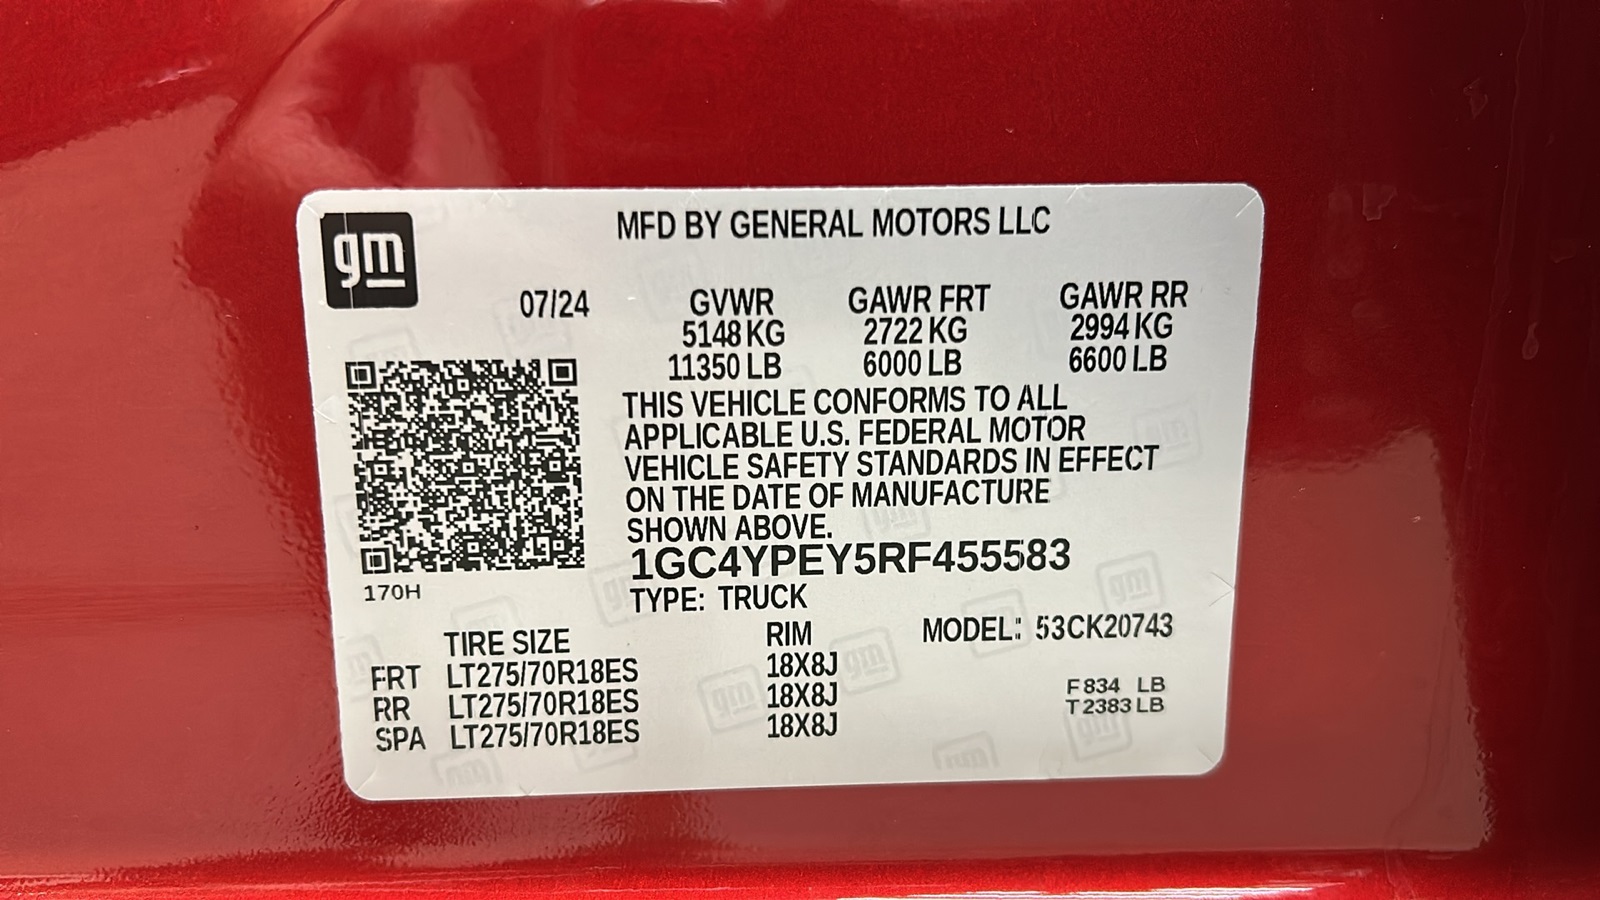 gm
MFD BY GENERAL MOTORS LLC
07/24 GVWR GAWR FRT GAWR RR
5148 KG 2722 KG 2994 KG
11350 LB 6000 LB 6600 LB
THIS VEHICLE CONFORMS TO ALL
APPLICABLE U.S. FEDERAL MOTOR
VEHICLE SAFETY STANDARDS IN EFFECT
ON THE DATE OF MANUFACTURE
SHOWN ABOVE.
170H
1GC4YPEY5RF455583
TYPE: TRUCK
TIRE SIZE RIM MODEL: 53CK20743
FRT LT275/70R18ES 18X8J
RR LT275/70R18ES 18X8J
SPA LT275/70R18ES 18X8J
F 834 LB
T 2383 LB